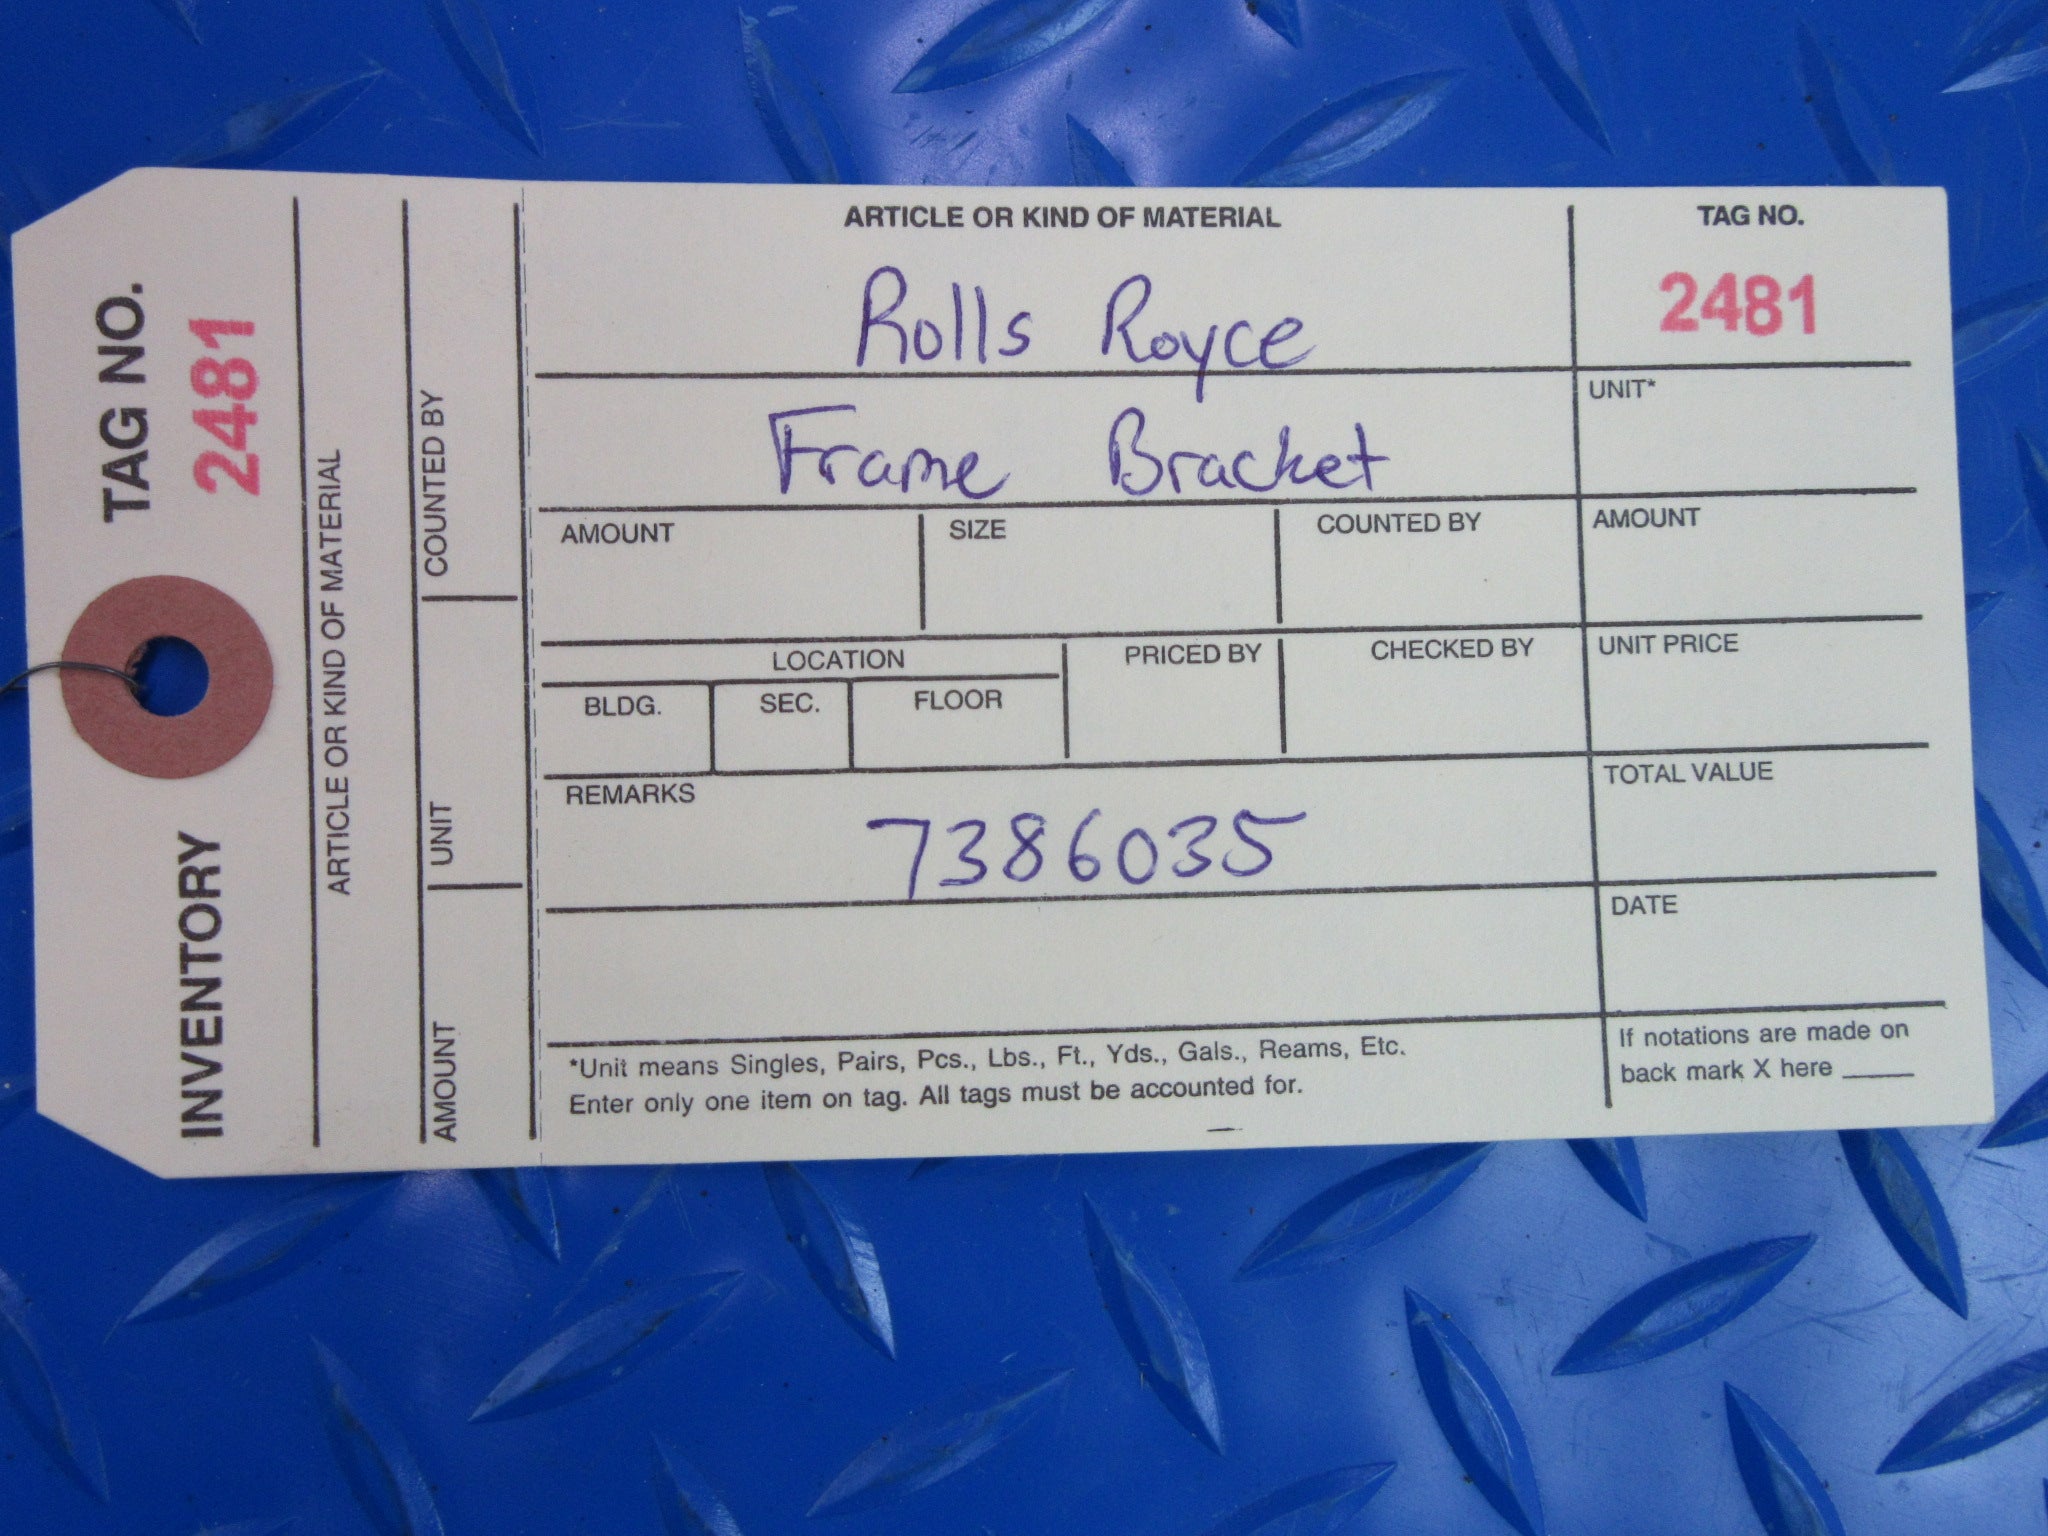 INVENTORY TAG NO.
2481
ARTICLE OR KIND OF MATERIAL
AMOUNT UNIT COUNTED BY
ARTICLE OR KIND OF MATERIAL
Rolls Royce
Frame Bracket
TAG NO.
2481
UNIT*
AMOUNT SIZE COUNTED BY AMOUNT
LOCATION PRICED BY CHECKED BY UNIT PRICE
BLDG. SEC. FLOOR
REMARKS TOTAL VALUE
7386035
DATE
*Unit means Singles, Pairs, Pcs., Lbs., Ft., Yds., Gals., Reams, Etc.
Enter only one item on tag. All tags must be accounted for.
If notations are made on
back mark X here _____